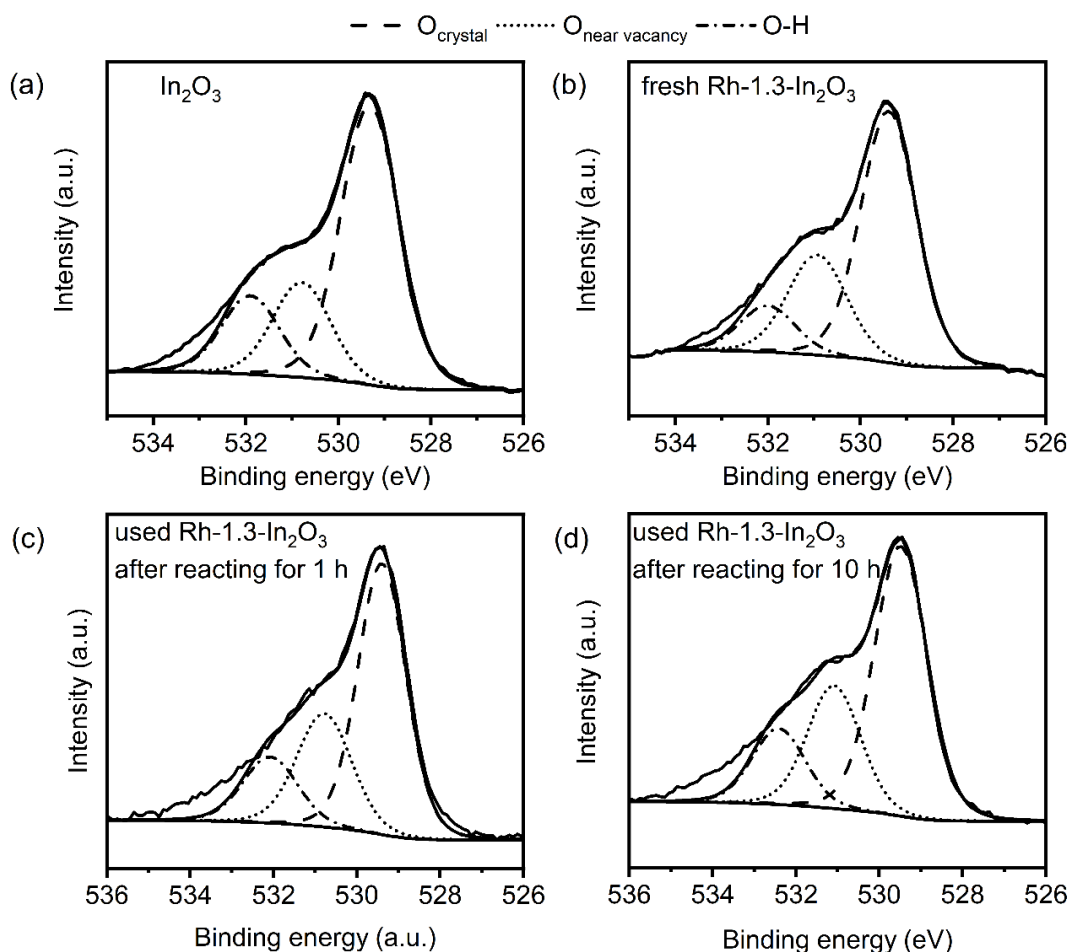 O_crystal O_near vacancy O-H
(a) In₂O₃
Intensity (a.u.)
534 532 530 528 526
Binding energy (eV)
(b) fresh Rh-1.3-In₂O₃
Intensity (a.u.)
534 532 530 528 526
Binding energy (eV)
(c) used Rh-1.3-In₂O₃
after reacting for 1 h
Intensity (a.u.)
536 534 532 530 528 526
Binding energy (a.u.)
(d) used Rh-1.3-In₂O₃
after reacting for 10 h
Intensity (a.u.)
536 534 532 530 528 526
Binding energy (eV)